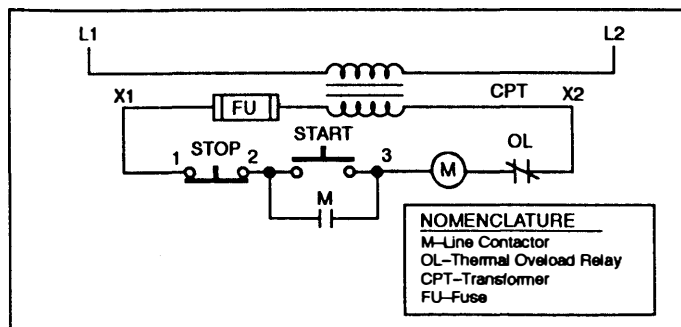 L1 L2
X1 FU CPT X2
STOP START OL
1 2 3
M M
NOMENCLATURE
M–Line Contactor
OL–Thermal Oveload Relay
CPT–Transformer
FU–Fuse